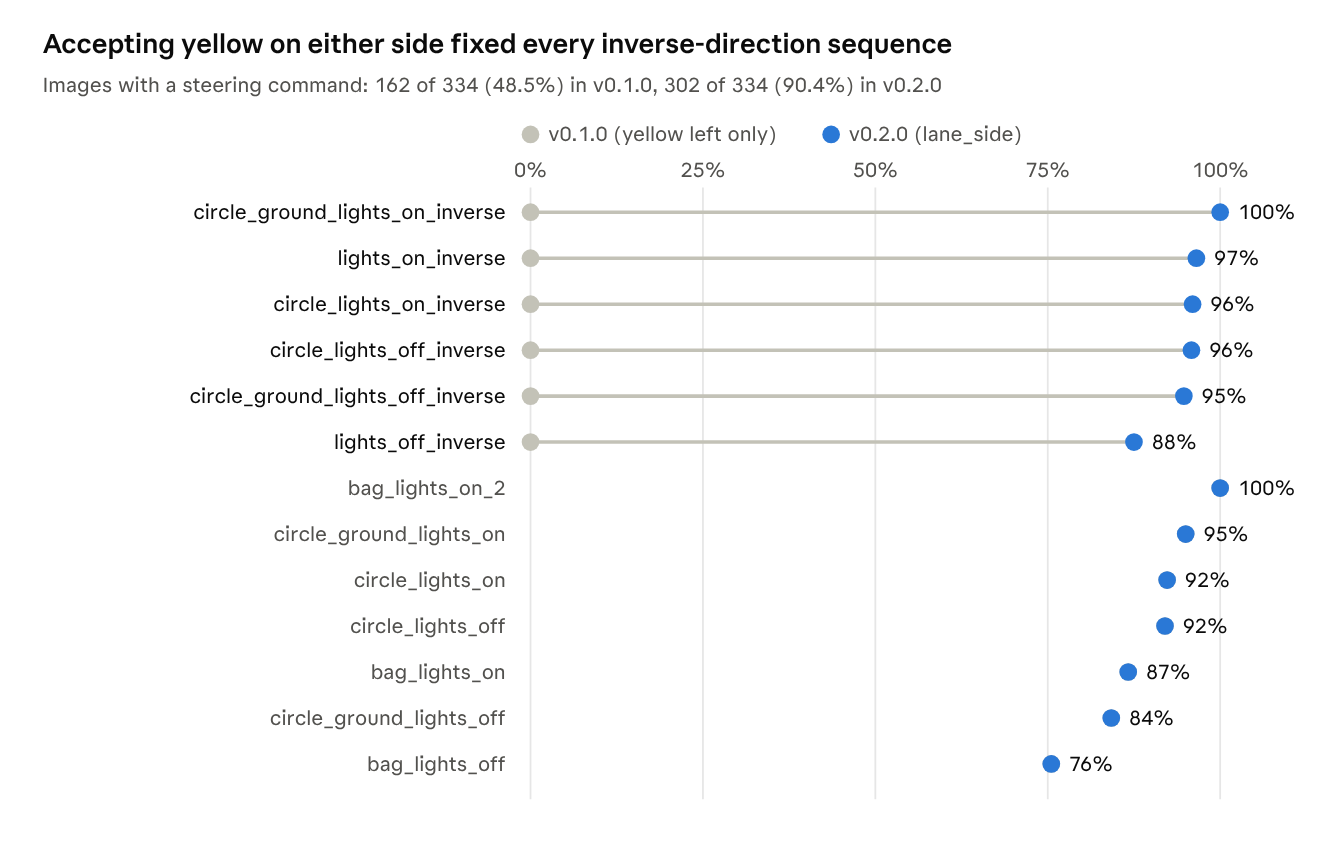 Accepting yellow on either side fixed every inverse-direction sequence
Images with a steering command: 162 of 334 (48.5%) in v0.1.0, 302 of 334 (90.4%) in v0.2.0
v0.1.0 (yellow left only) v0.2.0 (lane_side)
0% 25% 50% 75% 100%
circle_ground_lights_on_inverse 100%
lights_on_inverse 97%
circle_lights_on_inverse 96%
circle_lights_off_inverse 96%
circle_ground_lights_off_inverse 95%
lights_off_inverse 88%
bag_lights_on_2 100%
circle_ground_lights_on 95%
circle_lights_on 92%
circle_lights_off 92%
bag_lights_on 87%
circle_ground_lights_off 84%
bag_lights_off 76%